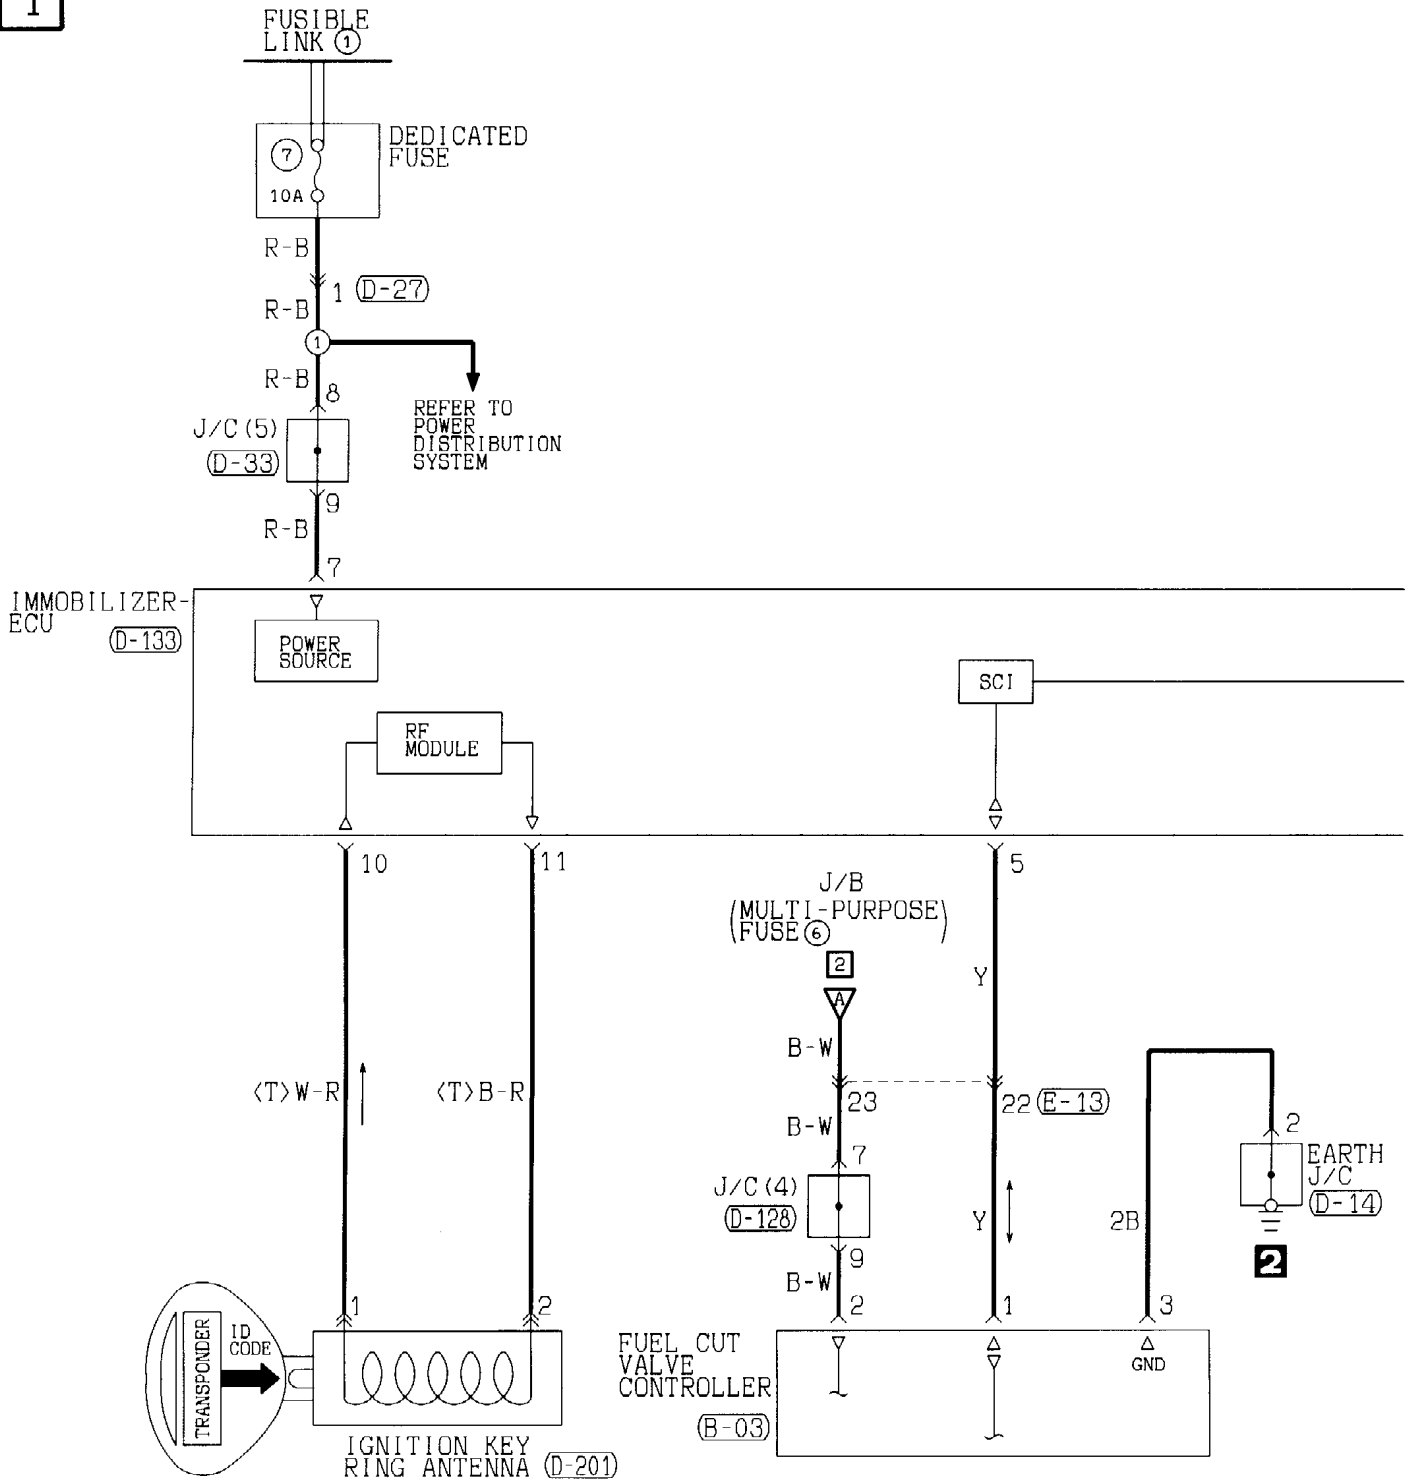 1
FUSIBLE
LINK ①
DEDICATED
FUSE
⑦
10A
R-B
1 (D-27)
R-B
①
R-B
8
REFER TO
POWER
DISTRIBUTION
SYSTEM
J/C(5)
(D-33)
9
R-B
7
IMMOBILIZER-
ECU
(D-133)
POWER
SOURCE
SCI
RF
MODULE
10
11
5
J/B
(MULTI-PURPOSE)
(FUSE⑥)
2
A
Y
B-W
<T>W-R
<T>B-R
23
22 (E-13)
B-W
7
2
EARTH
J/C
(D-14)
J/C(4)
(D-128)
Y
2B
2
9
B-W
1
2
2
1
3
TRANSPONDER
ID
CODE
FUEL CUT
VALVE
CONTROLLER
(B-03)
GND
IGNITION KEY
RING ANTENNA (D-201)